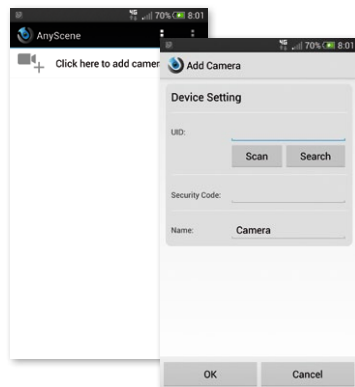 70% 8:01
AnyScene
Click here to add camer
70% 8:01
Add Camera
Device Setting
UID:
Scan Search
Security Code:
Name: Camera
OK Cancel